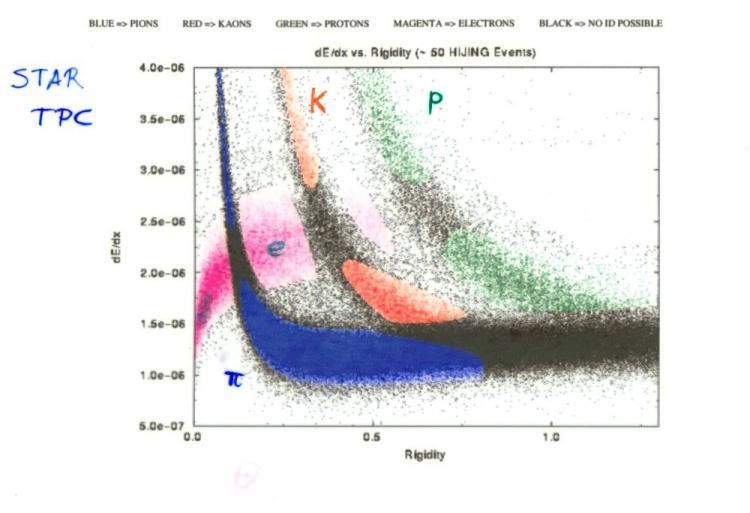 BLUE => PIONS RED => KAONS GREEN => PROTONS MAGENTA => ELECTRONS BLACK => NO ID POSSIBLE
dE/dx vs. Rigidity (~ 50 HIJING Events)
STAR
TPC
4.0e-06
K
p
3.5e-06
3.0e-06
2.5e-06
dE/dx
e
2.0e-06
1.5e-06
1.0e-06
π
5.0e-07
0.0 0.5 1.0
Rigidity